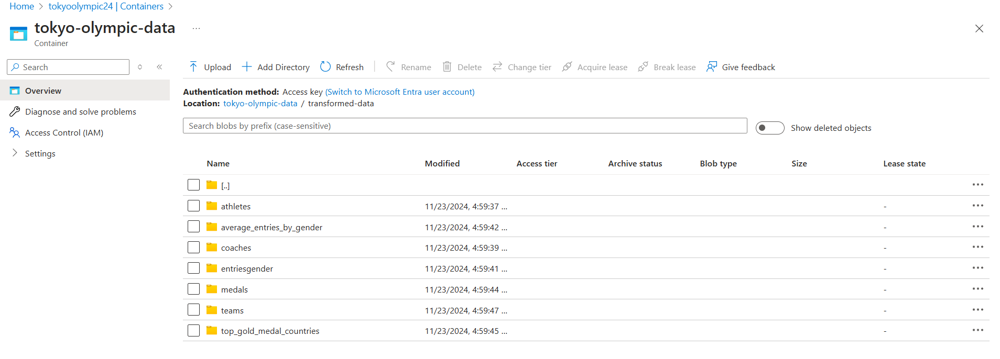 Home > tokyoolympic24 | Containers >
tokyo-olympic-data ...
Container
Search
Overview
Diagnose and solve problems
Access Control (IAM)
Settings
Upload Add Directory Refresh Rename Delete Change tier Acquire lease Break lease Give feedback
Authentication method: Access key (Switch to Microsoft Entra user account)
Location: tokyo-olympic-data / transformed-data
Search blobs by prefix (case-sensitive)
Show deleted objects
Name Modified Access tier Archive status Blob type Size Lease state
[..]
athletes 11/23/2024, 4:59:37 ... -
average_entries_by_gender 11/23/2024, 4:59:42 ... -
coaches 11/23/2024, 4:59:39 ... -
entriesgender 11/23/2024, 4:59:41 ... -
medals 11/23/2024, 4:59:44 ... -
teams 11/23/2024, 4:59:47 ... -
top_gold_medal_countries 11/23/2024, 4:59:45 ... -